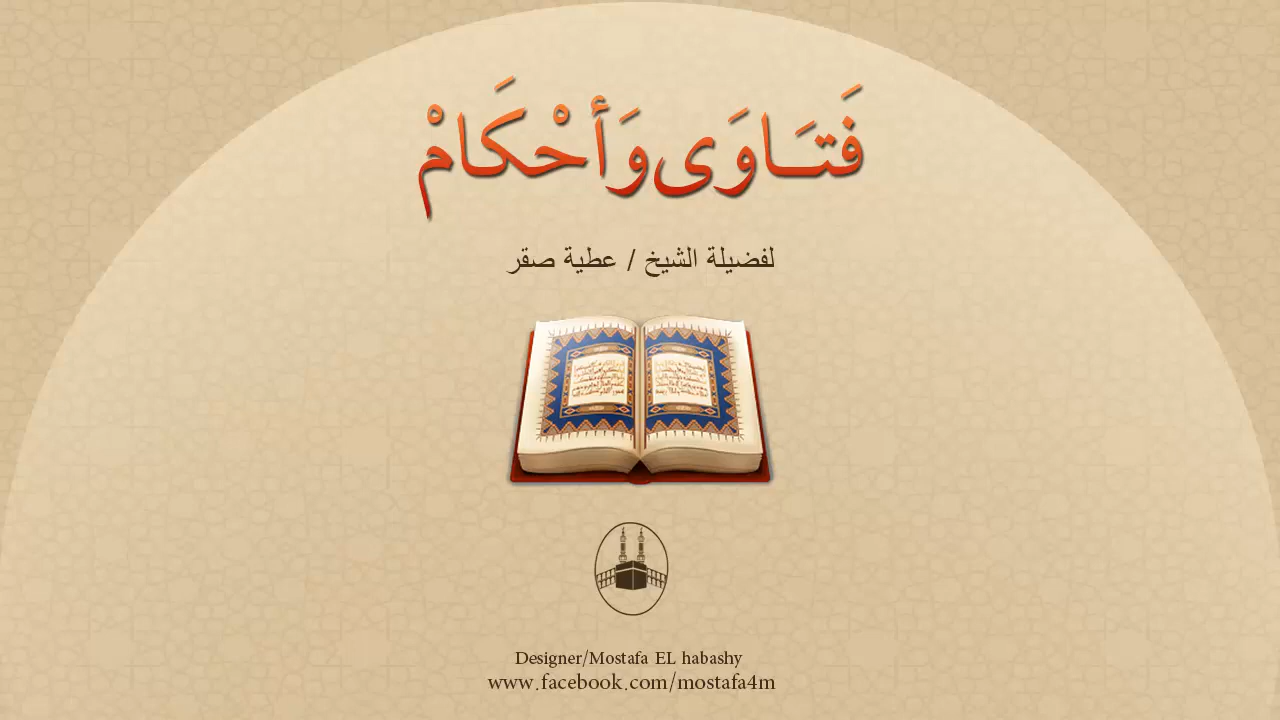 فَتَاوَى وَأَحْكَامْ
لفضيلة الشيخ / عطية صقر
Designer/Mostafa EL habashy
www.facebook.com/mostafa4m